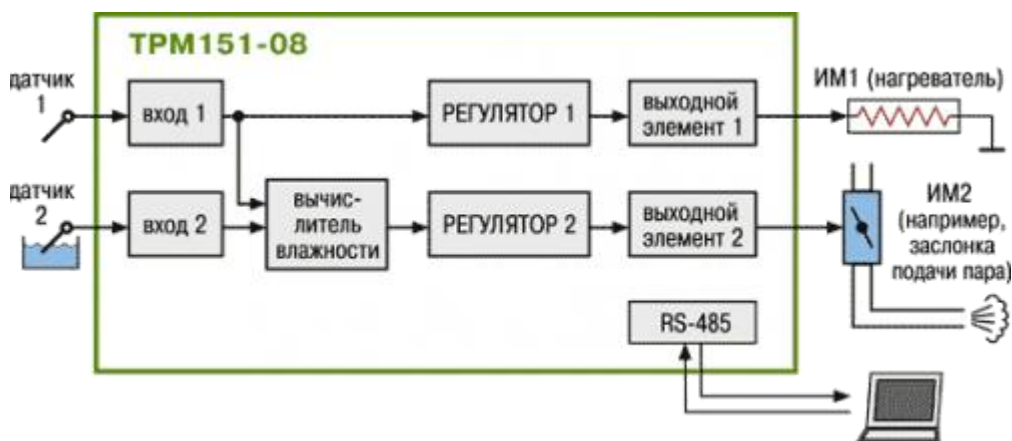 ТРМ151-08
датчик
1
вход 1
РЕГУЛЯТОР 1
выходной
элемент 1
ИМ1 (нагреватель)
датчик
2
вход 2
вычис-
литель
влажности
РЕГУЛЯТОР 2
выходной
элемент 2
ИМ2
(например,
заслонка
подачи пара)
RS-485